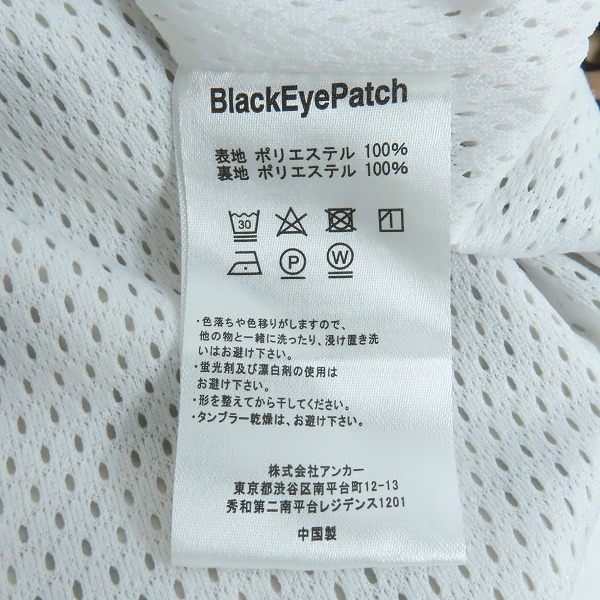 BlackEyePatch
表地 ポリエステル 100%
裏地 ポリエステル 100%
30
P W
・色落ちや色移りがしますので、
他の物と一緒に洗ったり、浸け置き洗
いはお避け下さい。
・蛍光剤及び漂白剤の使用は
お避け下さい。
・形を整えてから干してください。
・タンブラー乾燥は、お避け下さい。
株式会社アンカー
東京都渋谷区南平台町12-13
秀和第二南平台レジデンス1201
中国製